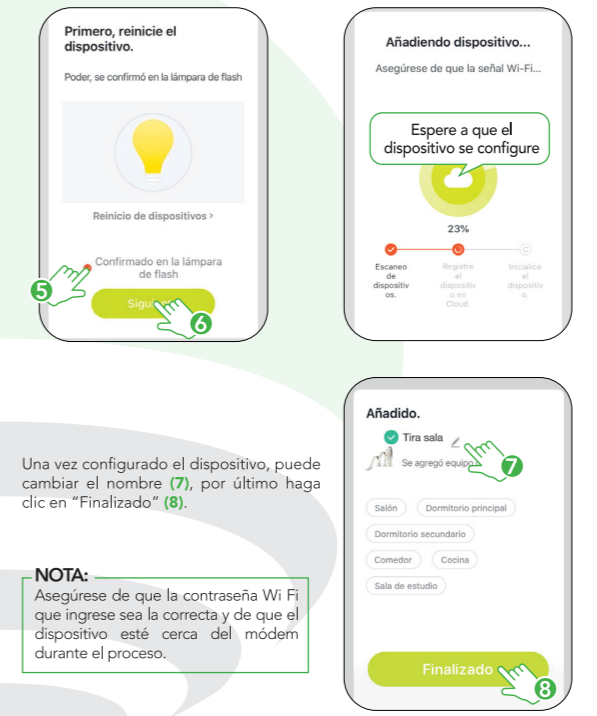 Primero, reinicie el
dispositivo.
Poder, se confirmó en la lámpara de flash
Reinicio de dispositivos >
Confirmado en la lámpara
de flash
5
6
Añadiendo dispositivo...
Asegúrese de que la señal Wi-Fi...
Espere a que el
dispositivo se configure
23%
Escaneo
de
dispositiv
os.
Registre
el
dispositiv
o en
Cloud.
Inicialice
el
dispositiv
o.
Una vez configurado el dispositivo, puede
cambiar el nombre (7), por último haga
clic en “Finalizado” (8).
NOTA:
Asegúrese de que la contraseña Wi Fi
que ingrese sea la correcta y de que el
dispositivo esté cerca del módem
durante el proceso.
Añadido.
Tira sala
Se agregó equipo
7
Salón
Dormitorio principal
Dormitorio secundario
Comedor
Cocina
Sala de estudio
Finalizado
8